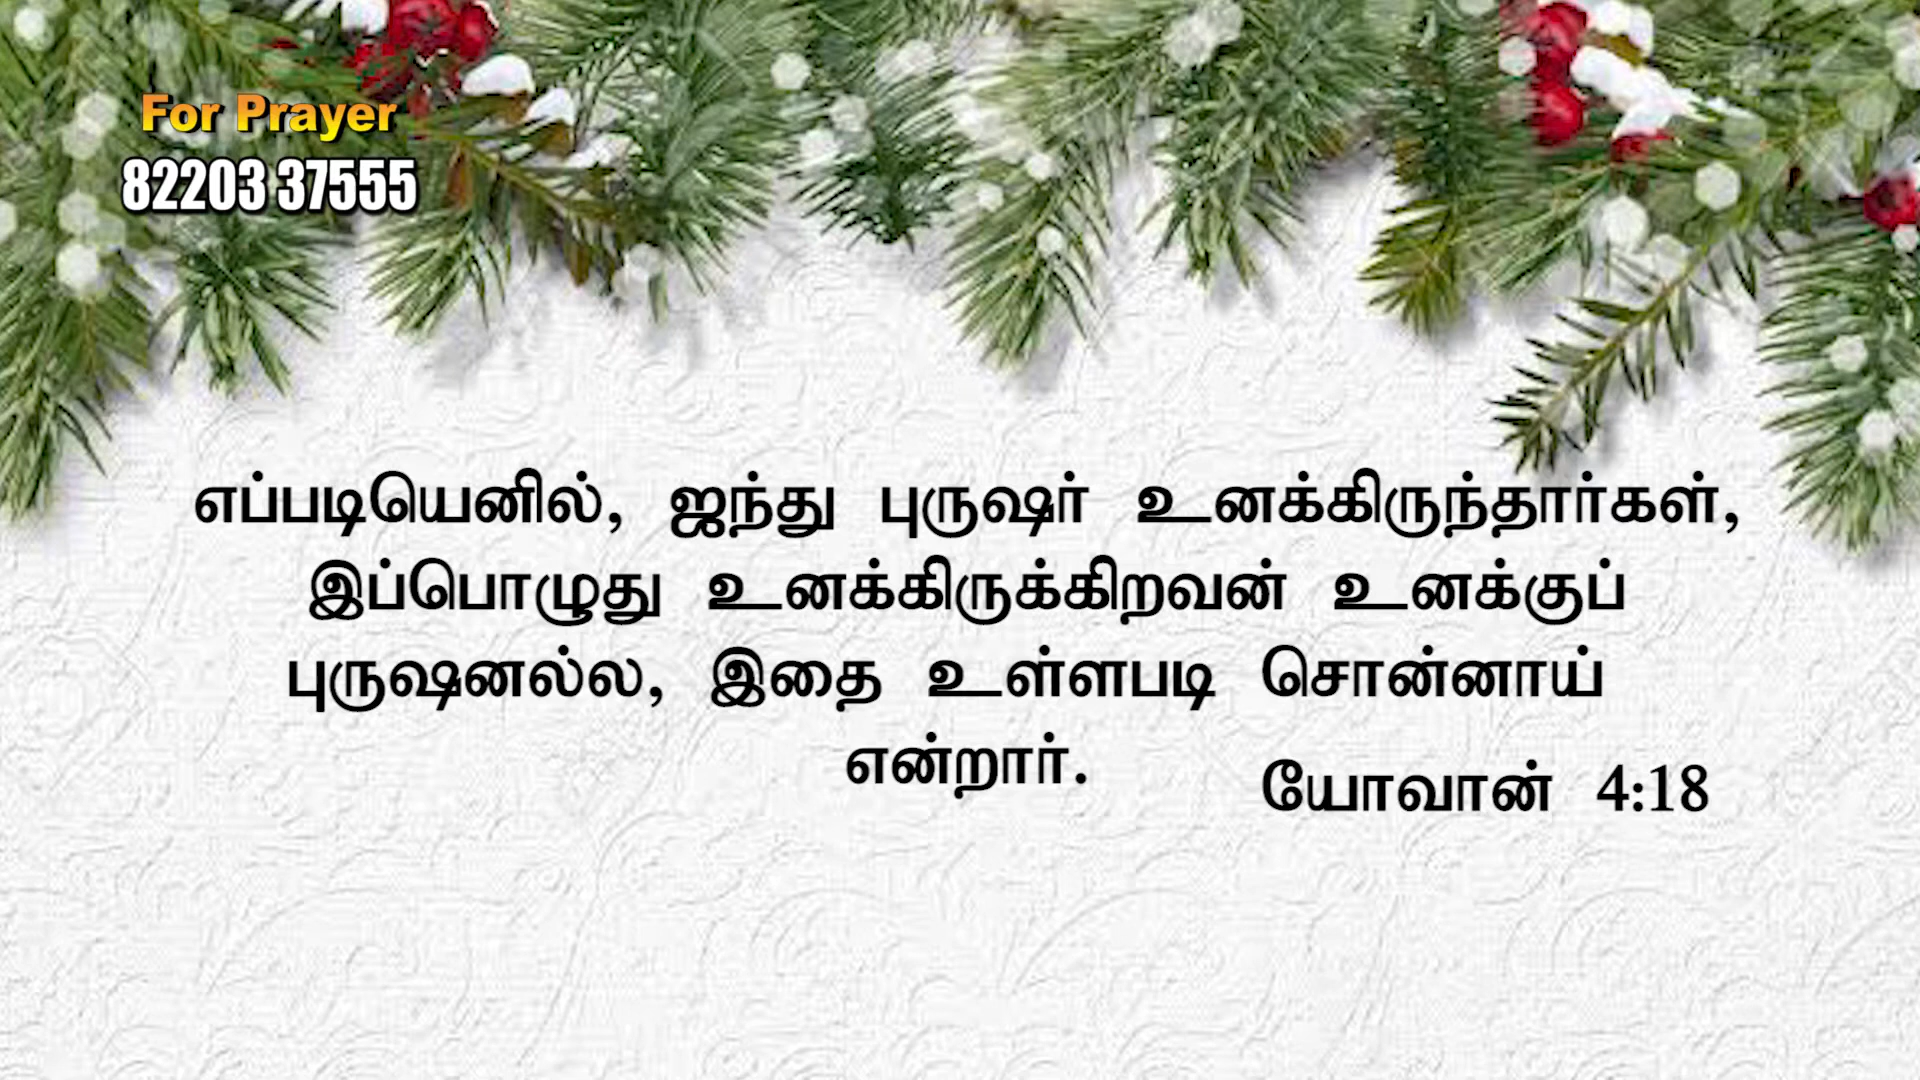 For Prayer
82203 37555
எப்படியெனில், ஐந்து புருஷர் உனக்கிருந்தார்கள்,
இப்பொழுது உனக்கிருக்கிறவன் உனக்குப்
புருஷனல்ல, இதை உள்ளபடி சொன்னாய்
என்றார்.
யோவான் 4:18